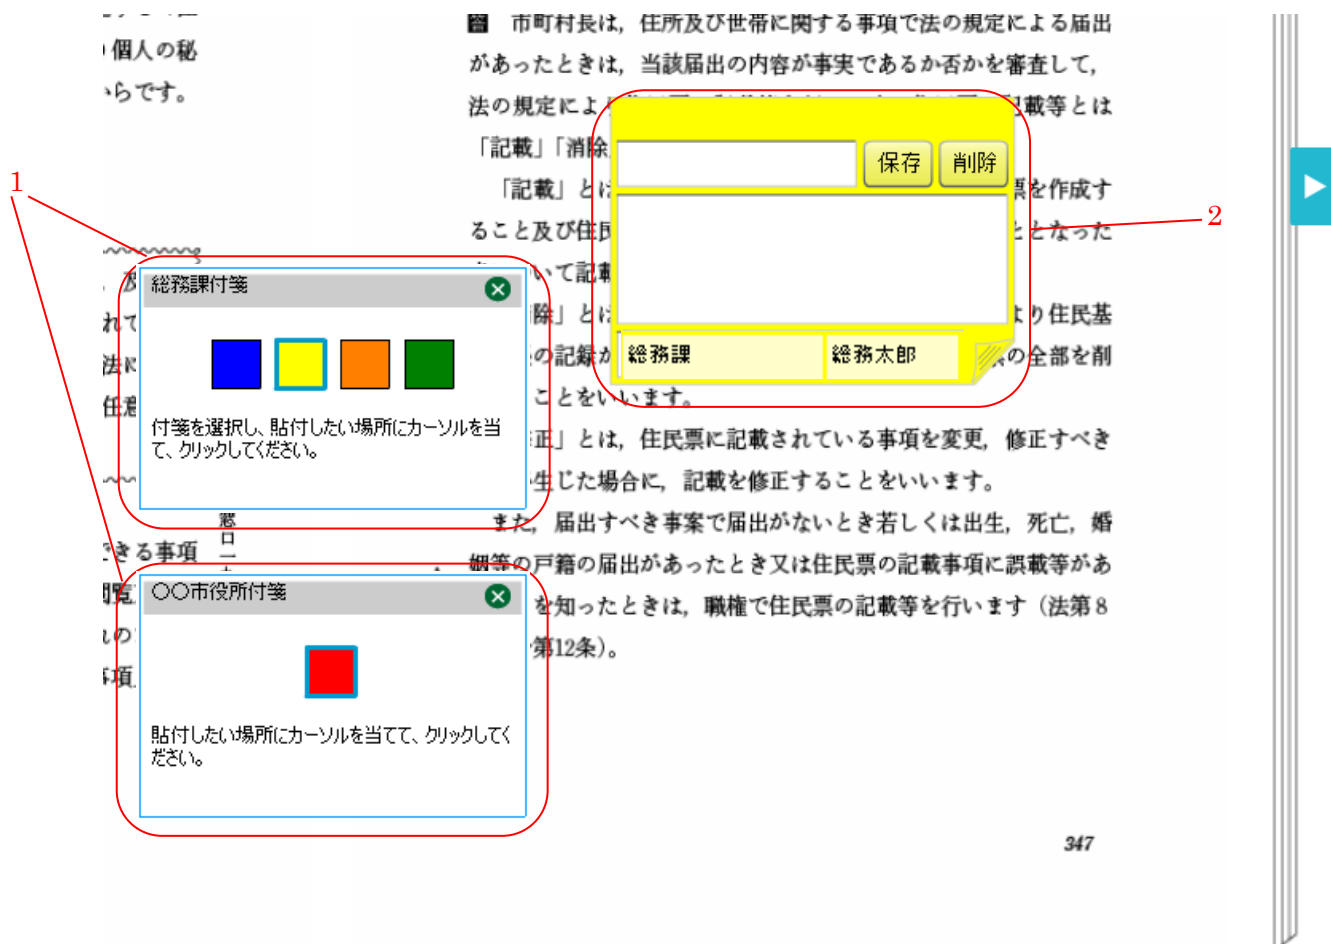 個人の秘
らです。
1
総務課付箋
付箋を選択し、貼付したい場所にカーソルを当
て、クリックしてください。
窓口一
できる事項
〇〇市役所付箋
貼付したい場所にカーソルを当てて、クリックしてく
ださい。
答 市町村長は，住所及び世帯に関する事項で法の規定による届出
があったときは，当該届出の内容が事実であるか否かを審査して，
法の規定により 記載等とは
「記載」「消除
「記載」とは 票を作成す
ること及び住民 ととなった
いて記載
除」とは より住民基
の記録が の全部を削
ことをいいます。
正」とは，住民票に記載されている事項を変更，修正すべき
生じた場合に，記載を修正することをいいます。
また，届出すべき事案で届出がないとき若しくは出生，死亡，婚
姻等の戸籍の届出があったとき又は住民票の記載事項に誤載等があ
を知ったときは，職権で住民票の記載等を行います（法第８
第12条）。
保存 削除
総務課 総務太郎
2
347